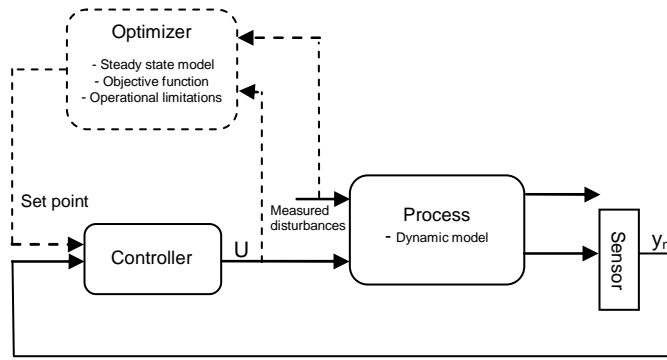 Optimizer
- Steady state model
- Objective function
- Operational limitations
Set point
Measured
disturbances
Process
- Dynamic model
Controller
U
Sensor